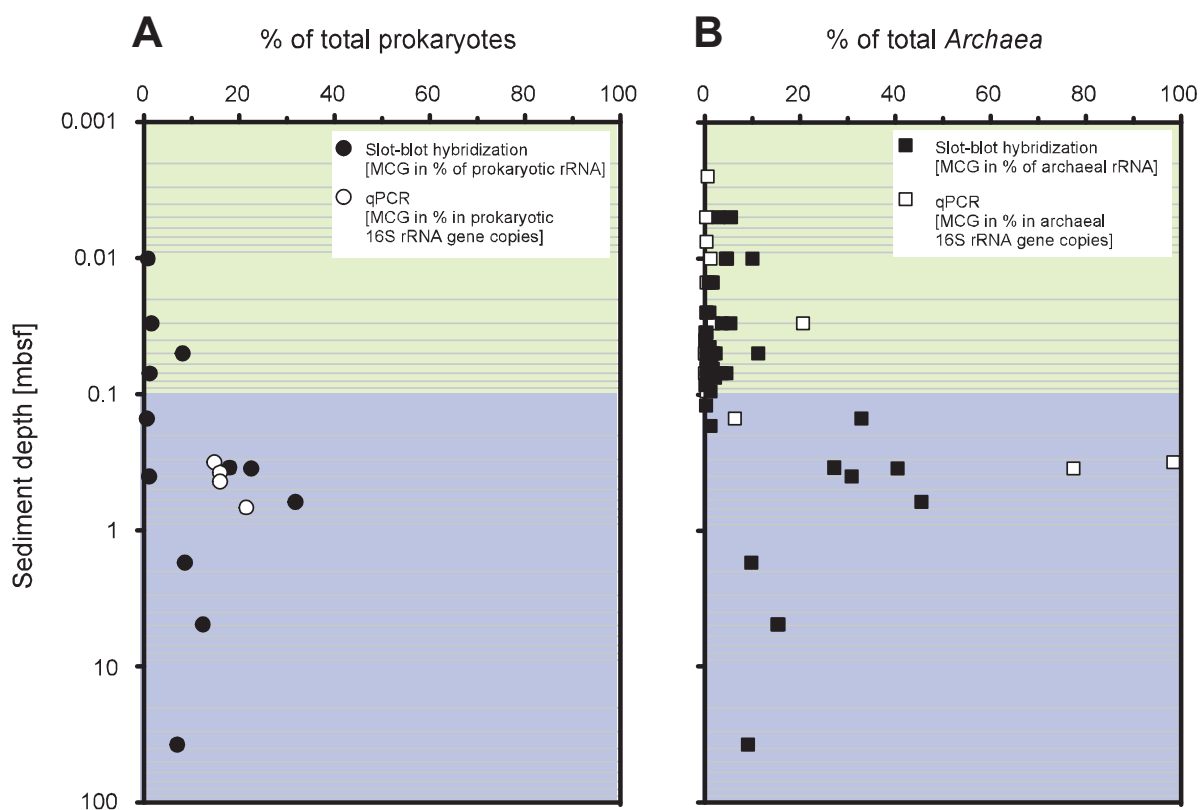 A
% of total prokaryotes
0 20 40 60 80 100
Slot-blot hybridization
[MCG in % of prokaryotic rRNA]
qPCR
[MCG in % in prokaryotic
16S rRNA gene copies]
Sediment depth [mbsf]
0.001
0.01
0.1
1
10
100
B
% of total Archaea
0 20 40 60 80 100
Slot-blot hybridization
[MCG in % of archaeal rRNA]
qPCR
[MCG in % in archaeal
16S rRNA gene copies]